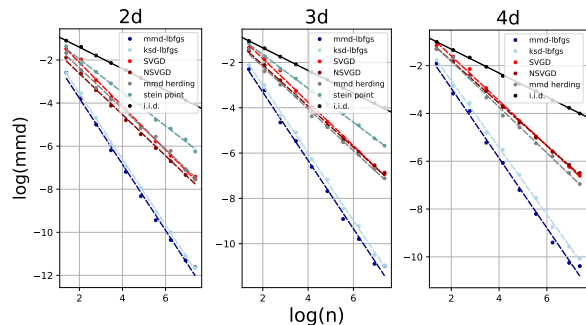 2d
3d
4d
log(mmd)
mmd-lbfgs
ksd-lbfgs
SVGD
NSVGD
mmd herding
stein point
i.i.d.
mmd-lbfgs
ksd-lbfgs
SVGD
NSVGD
mmd herding
stein point
i.i.d.
mmd-lbfgs
ksd-lbfgs
SVGD
NSVGD
mmd herding
i.i.d.
−2
−4
−6
−8
−10
−12
−2
−4
−6
−8
−10
−2
−4
−6
−8
−10
2
4
6
2
4
6
2
4
6
log(n)